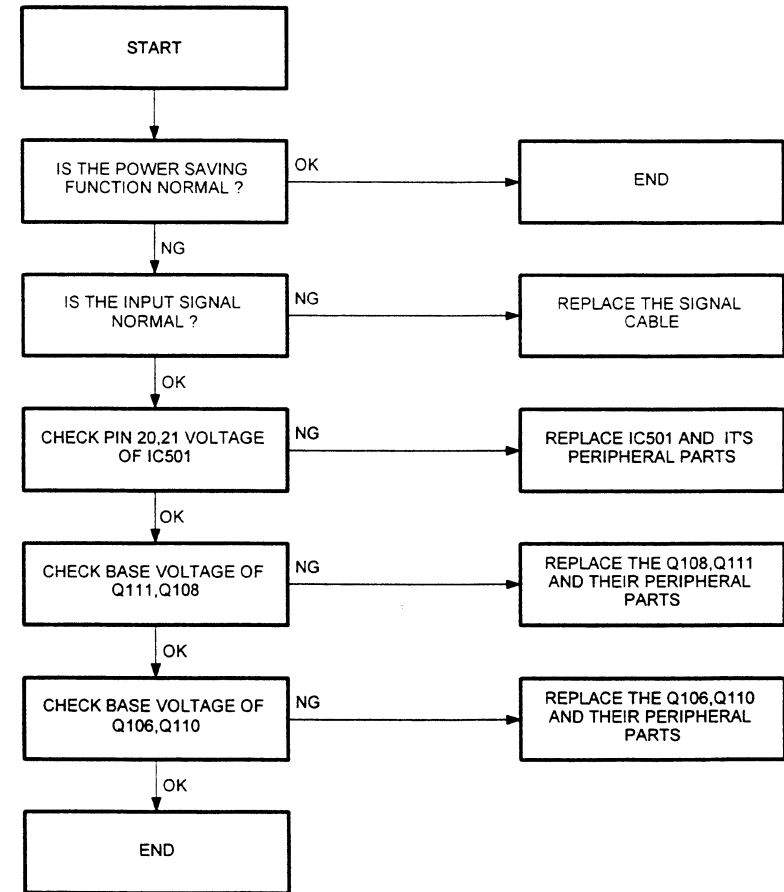 START
IS THE POWER SAVING
FUNCTION NORMAL ?
OK
END
NG
IS THE INPUT SIGNAL
NORMAL ?
NG
REPLACE THE SIGNAL
CABLE
OK
CHECK PIN 20,21 VOLTAGE
OF IC501
NG
REPLACE IC501 AND IT'S
PERIPHERAL PARTS
OK
CHECK BASE VOLTAGE OF
Q111,Q108
NG
REPLACE THE Q108,Q111
AND THEIR PERIPHERAL
PARTS
OK
CHECK BASE VOLTAGE OF
Q106,Q110
NG
REPLACE THE Q106,Q110
AND THEIR PERIPHERAL
PARTS
OK
END